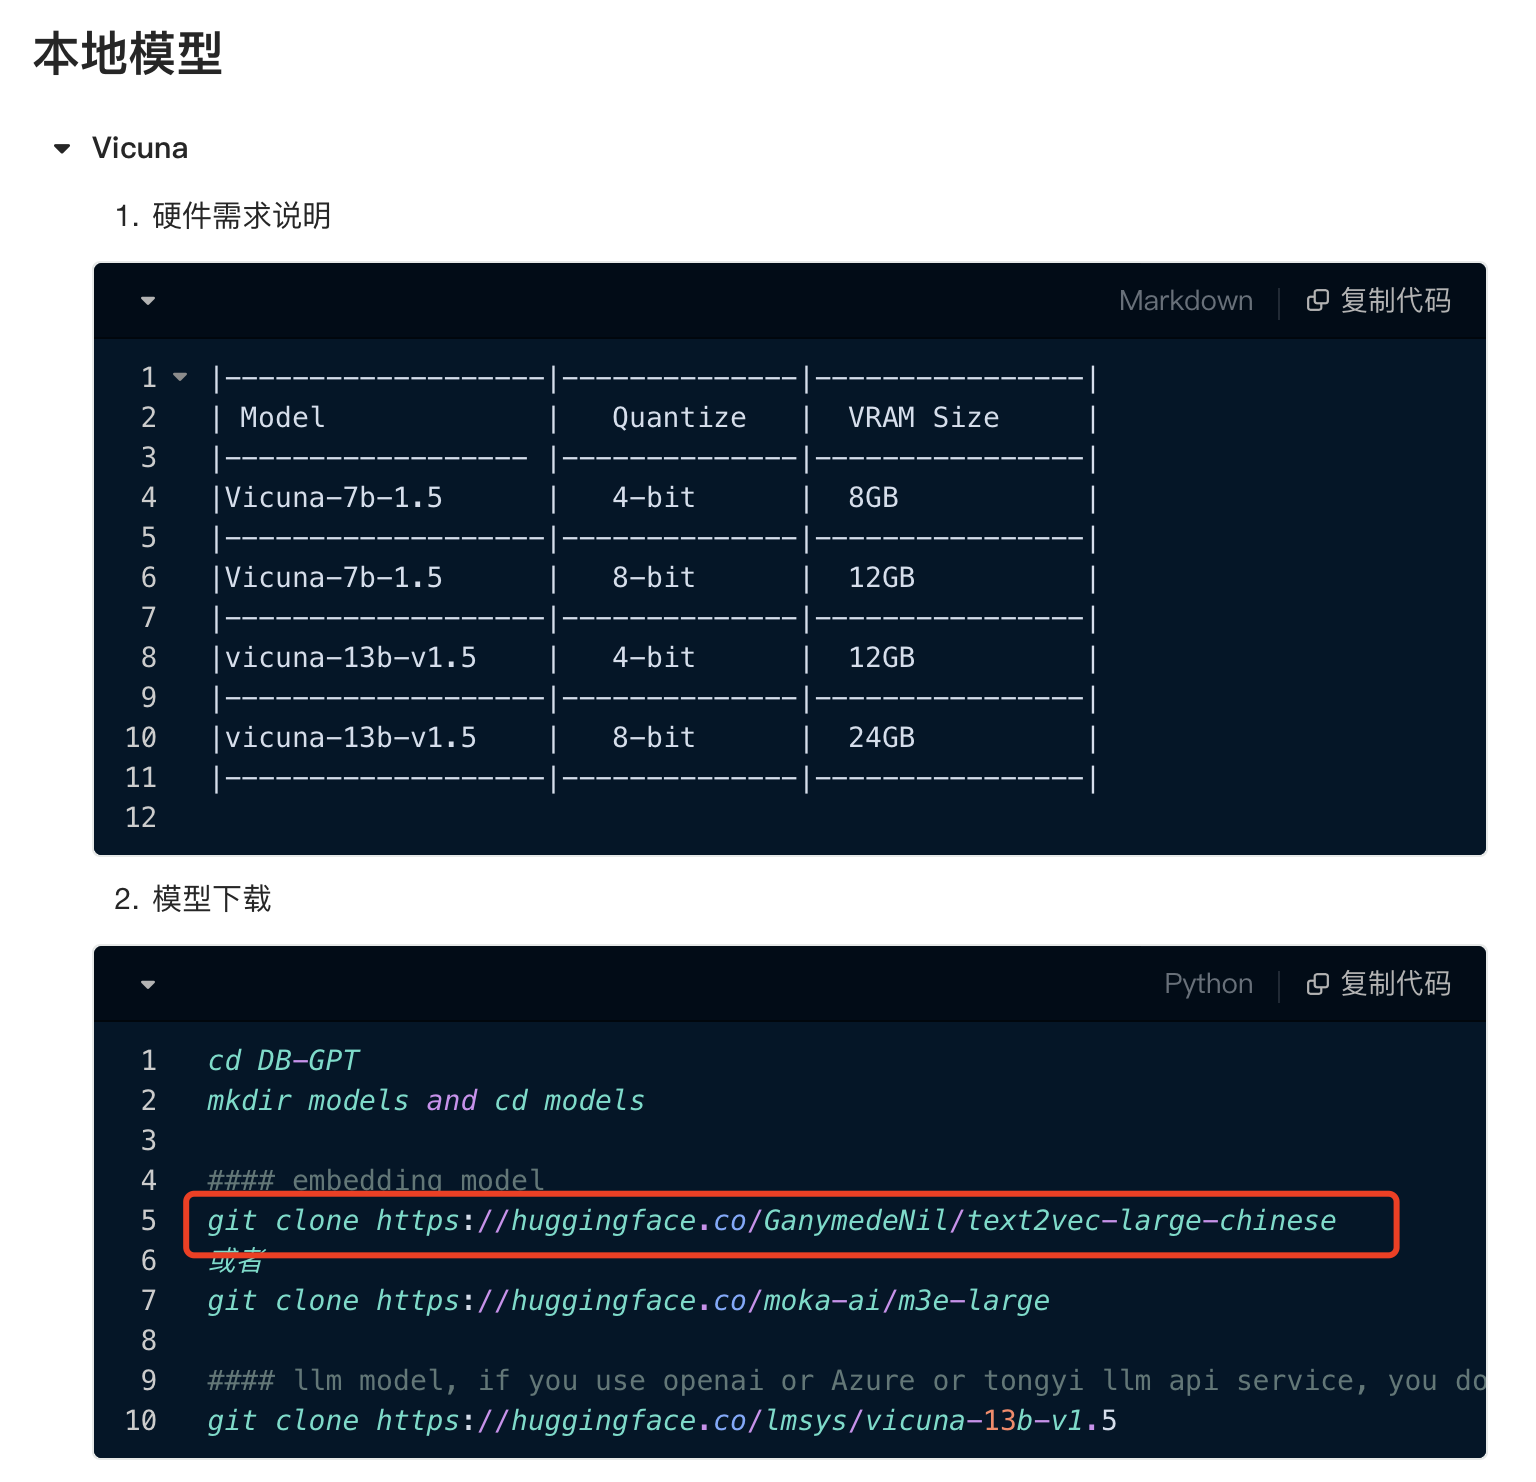 本地模型
Vicuna
1. 硬件需求说明
Markdown 复制代码
1 |-------------------|--------------|----------------|
2 | Model | Quantize | VRAM Size |
3 |------------------ |--------------|----------------|
4 |Vicuna-7b-1.5 | 4-bit | 8GB |
5 |-------------------|--------------|----------------|
6 |Vicuna-7b-1.5 | 8-bit | 12GB |
7 |-------------------|--------------|----------------|
8 |vicuna-13b-v1.5 | 4-bit | 12GB |
9 |-------------------|--------------|----------------|
10 |vicuna-13b-v1.5 | 8-bit | 24GB |
11 |-------------------|--------------|----------------|
12
2. 模型下载
Python 复制代码
1 cd DB-GPT
2 mkdir models and cd models
3
4 #### embedding model
5 git clone https://huggingface.co/GanymedeNil/text2vec-large-chinese
6 或者
7 git clone https://huggingface.co/moka-ai/m3e-large
8
9 #### llm model, if you use openai or Azure or tongyi llm api service, you do
10 git clone https://huggingface.co/lmsys/vicuna-13b-v1.5